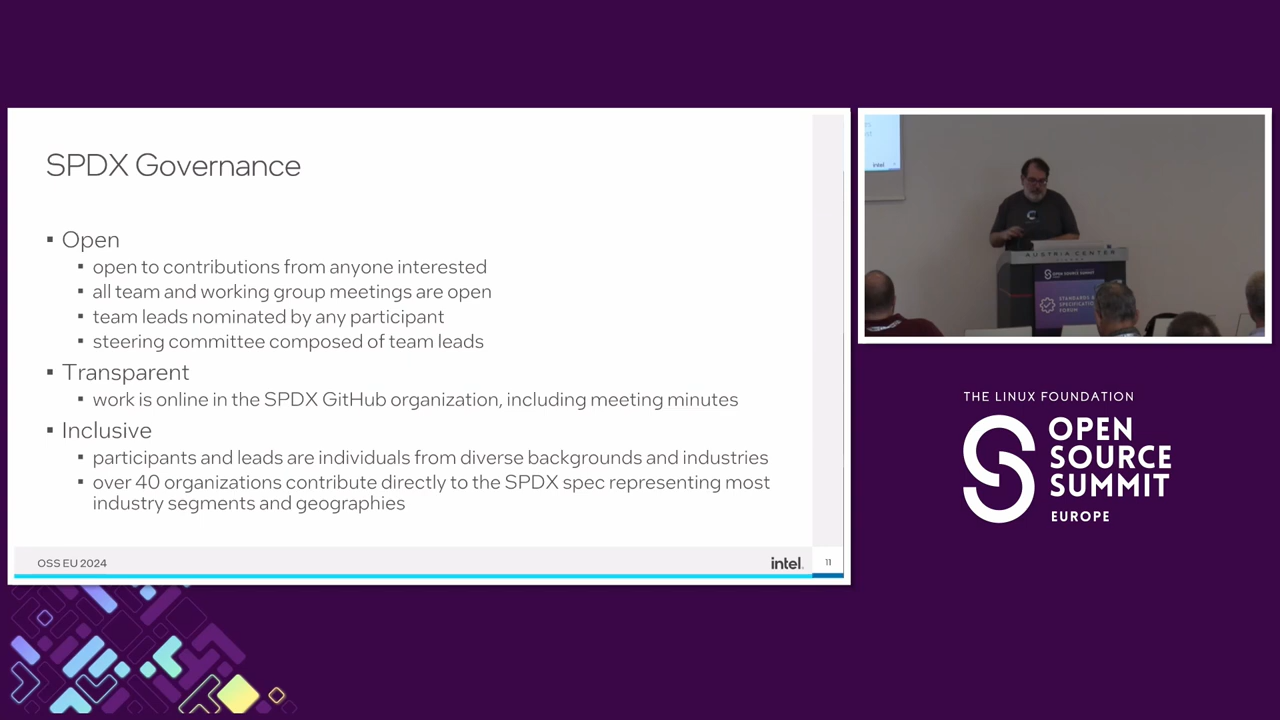 SPDX Governance
▪ Open
▪ open to contributions from anyone interested
▪ all team and working group meetings are open
▪ team leads nominated by any participant
▪ steering committee composed of team leads
▪ Transparent
▪ work is online in the SPDX GitHub organization, including meeting minutes
▪ Inclusive
▪ participants and leads are individuals from diverse backgrounds and industries
▪ over 40 organizations contribute directly to the SPDX spec representing most
industry segments and geographies
OSS EU 2024
intel.
11
intel
AUSTRIA CENTER
OPEN SOURCE SUMMIT
STANDARDS &
SPECIFICATION
FORUM
THE LINUX FOUNDATION
OPEN
SOURCE
SUMMIT
EUROPE